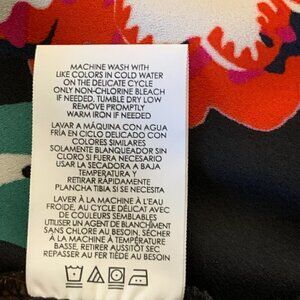 MACHINE WASH WITH
LIKE COLORS IN COLD WATER
ON THE DELICATE CYCLE
ONLY NON-CHLORINE BLEACH
IF NEEDED, TUMBLE DRY LOW
REMOVE PROMPTLY
WARM IRON IF NEEDED
LAVAR A MÁQUINA CON AGUA
FRÍA EN CICLO DELICADO CON
COLORES SIMILARES
SOLAMENTE BLANQUEADOR SIN
CLORO SI FUERA NECESARIO
USAR LA SECADORA A BAJA
TEMPERATURA Y
RETIRAR RÁPIDAMENTE
PLANCHA TIBIA SI SE NECESITA
LAVER À LA MACHINE À L'EAU
FROIDE, AU CYCLE DÉLICAT AVEC
DE COULEURS SEMBLABLES
UTILISER UN AGENT DE BLANCHIMENT
SANS CHLORE AU BESOIN, SÉCHER
À LA MACHINE À TEMPÉRATURE
BASSE, RETIRER AUSSITÔT SEC
REPASSER AU FER TIÈDE AU BESOIN